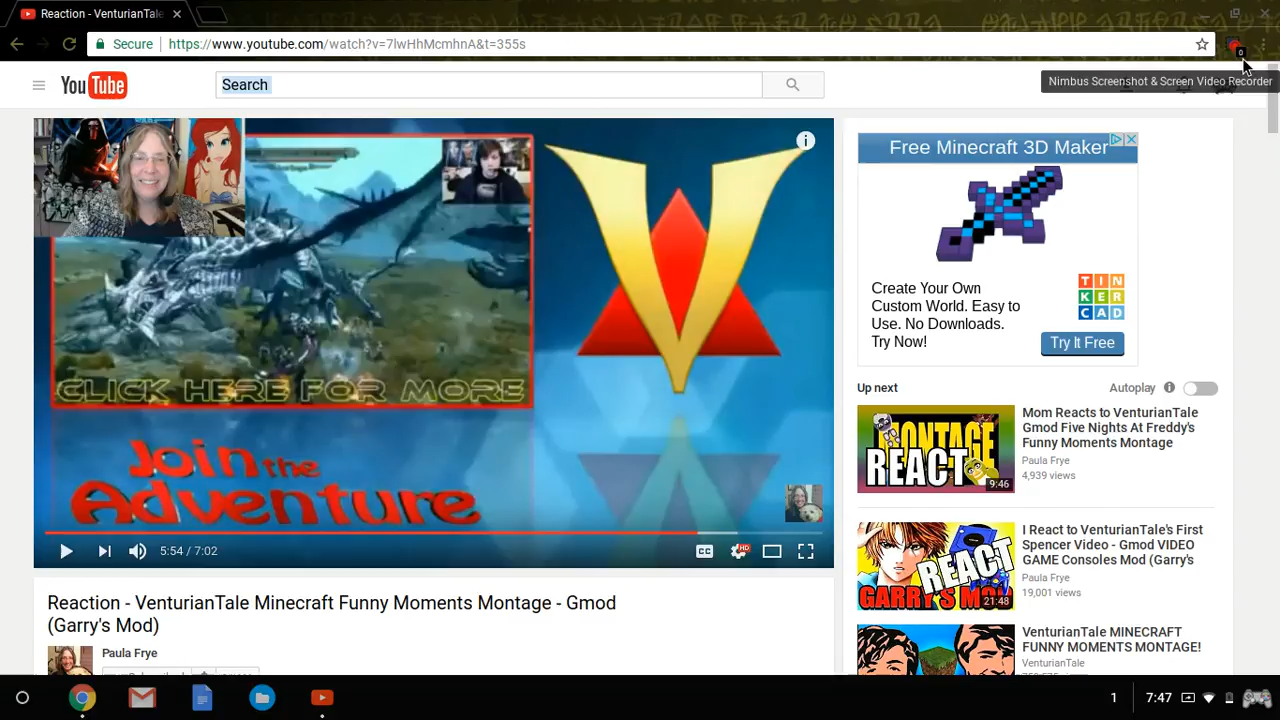 Reaction - VenturianTale
Secure
https://www.youtube.com/watch?v=7lwHhMcmhnA&t=355s
0
Nimbus Screenshot & Screen Video Recorder
YouTube
Search
i
V
CLICK HERE FOR MORE
Join the
Adventure
5:54 / 7:02
CC
HD
Free Minecraft 3D Maker
Create Your Own
Custom World. Easy to
Use. No Downloads.
Try Now!
TIN
KER
CAD
Try It Free
Up next
Autoplay
MONTAGE
REACT
9:46
Mom Reacts to VenturianTale
Gmod Five Nights At Freddy's
Funny Moments Montage
Paula Frye
4,939 views
REACT
GARRY'S MOD
21:48
I React to VenturianTale's First
Spencer Video - Gmod VIDEO
GAME Consoles Mod (Garry's
Paula Frye
19,001 views
VenturianTale MINECRAFT
FUNNY MOMENTS MONTAGE!
VenturianTale
Reaction - VenturianTale Minecraft Funny Moments Montage - Gmod
(Garry's Mod)
Paula Frye
1
7:47